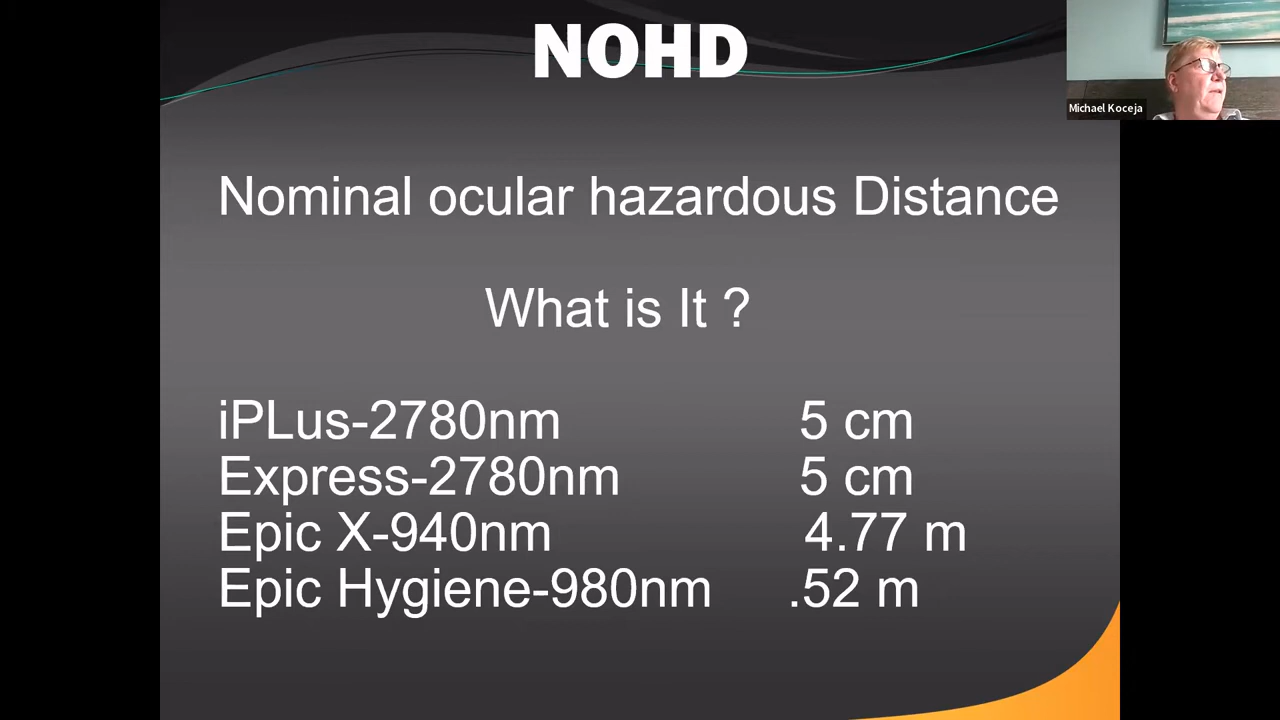 NOHD
Michael Koceja
Nominal ocular hazardous Distance
What is It ?
iPLus-2780nm 5 cm
Express-2780nm 5 cm
Epic X-940nm 4.77 m
Epic Hygiene-980nm .52 m